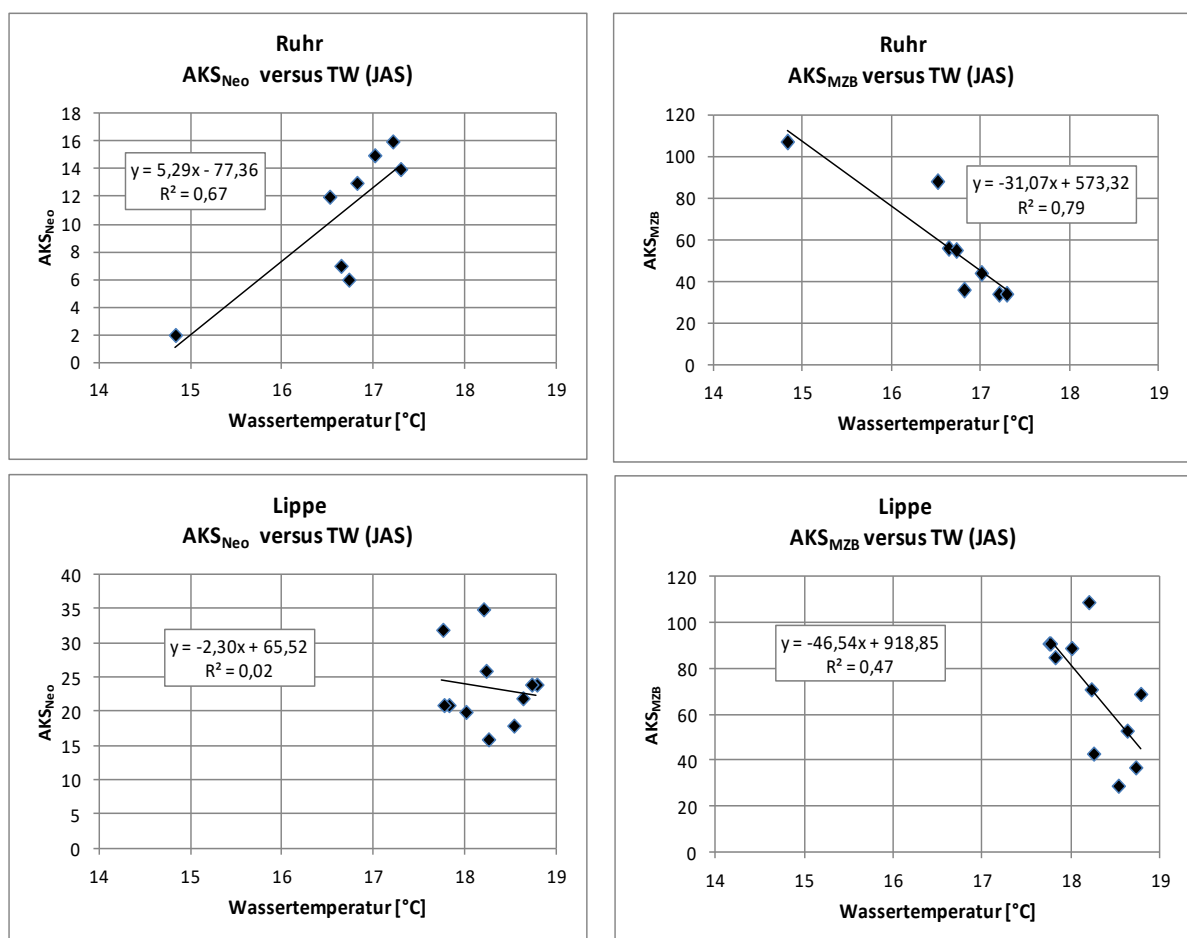 Ruhr
AKSNeo versus TW (JAS)
18
16
14
12
10
8
6
4
2
0
AKSNeo
y = 5,29x - 77,36
R² = 0,67
14 15 16 17 18 19
Wassertemperatur [°C]
Ruhr
AKSMZB versus TW (JAS)
120
100
80
60
40
20
0
AKSMZB
y = -31,07x + 573,32
R² = 0,79
14 15 16 17 18 19
Wassertemperatur [°C]
Lippe
AKSNeo versus TW (JAS)
40
35
30
25
20
15
10
5
0
AKSNeo
y = -2,30x + 65,52
R² = 0,02
14 15 16 17 18 19
Wassertemperatur [°C]
Lippe
AKSMZB versus TW (JAS)
120
100
80
60
40
20
0
AKSMZB
y = -46,54x + 918,85
R² = 0,47
14 15 16 17 18 19
Wassertemperatur [°C]